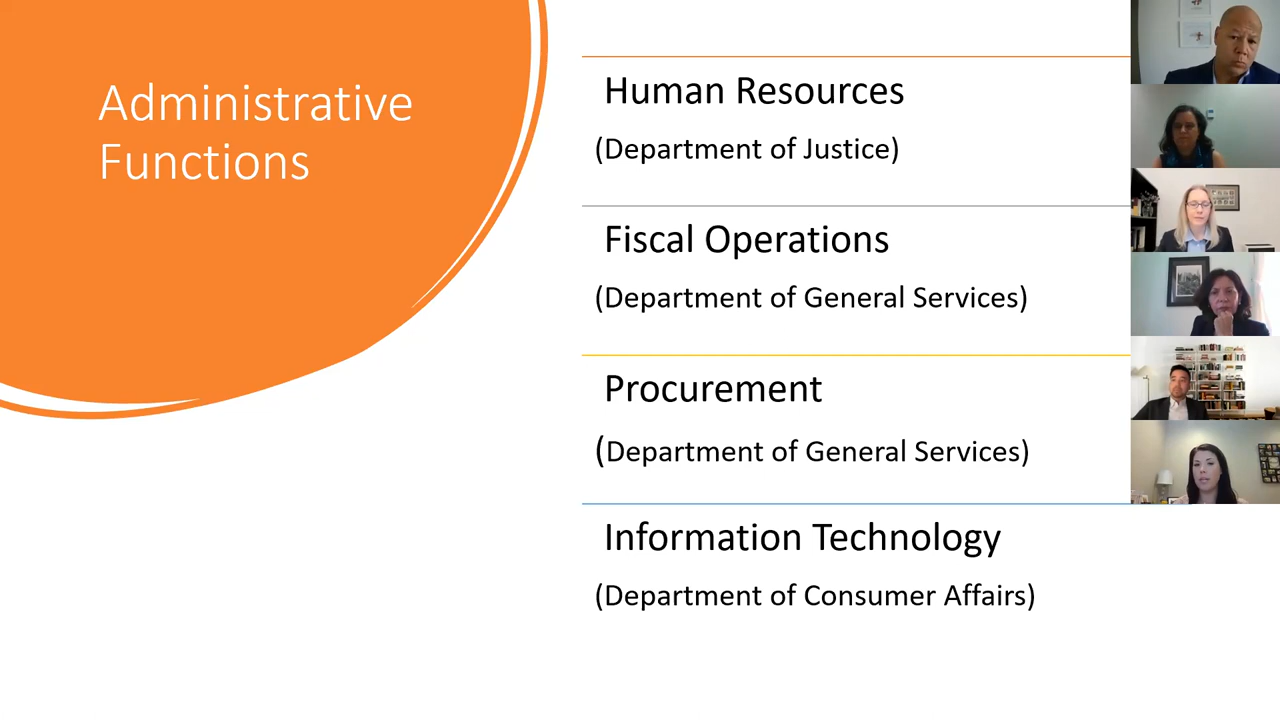 Administrative
Functions
Human Resources
(Department of Justice)
Fiscal Operations
(Department of General Services)
Procurement
(Department of General Services)
Information Technology
(Department of Consumer Affairs)